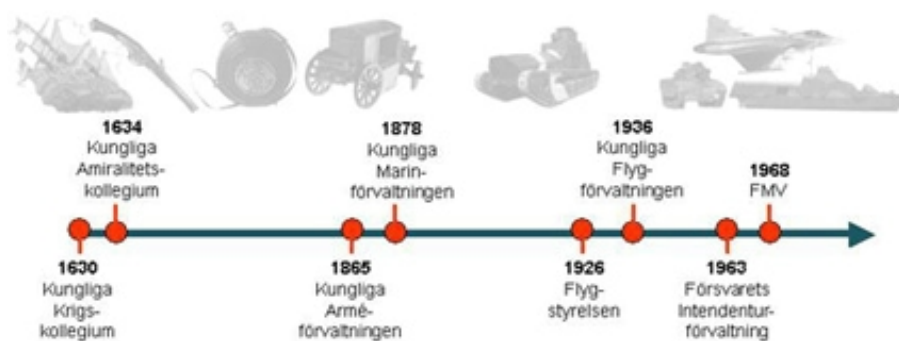 1634
Kungliga
Amiralitets-
kollegium
1878
Kungliga
Marin-
förvaltningen
1936
Kungliga
Flyg-
förvaltningen
1968
FMV
1630
Kungliga
Krigs-
kollegium
1865
Kungliga
Armé-
förvaltningen
1926
Flyg-
styrelsen
1963
Försvarets
Intendentur-
förvaltning